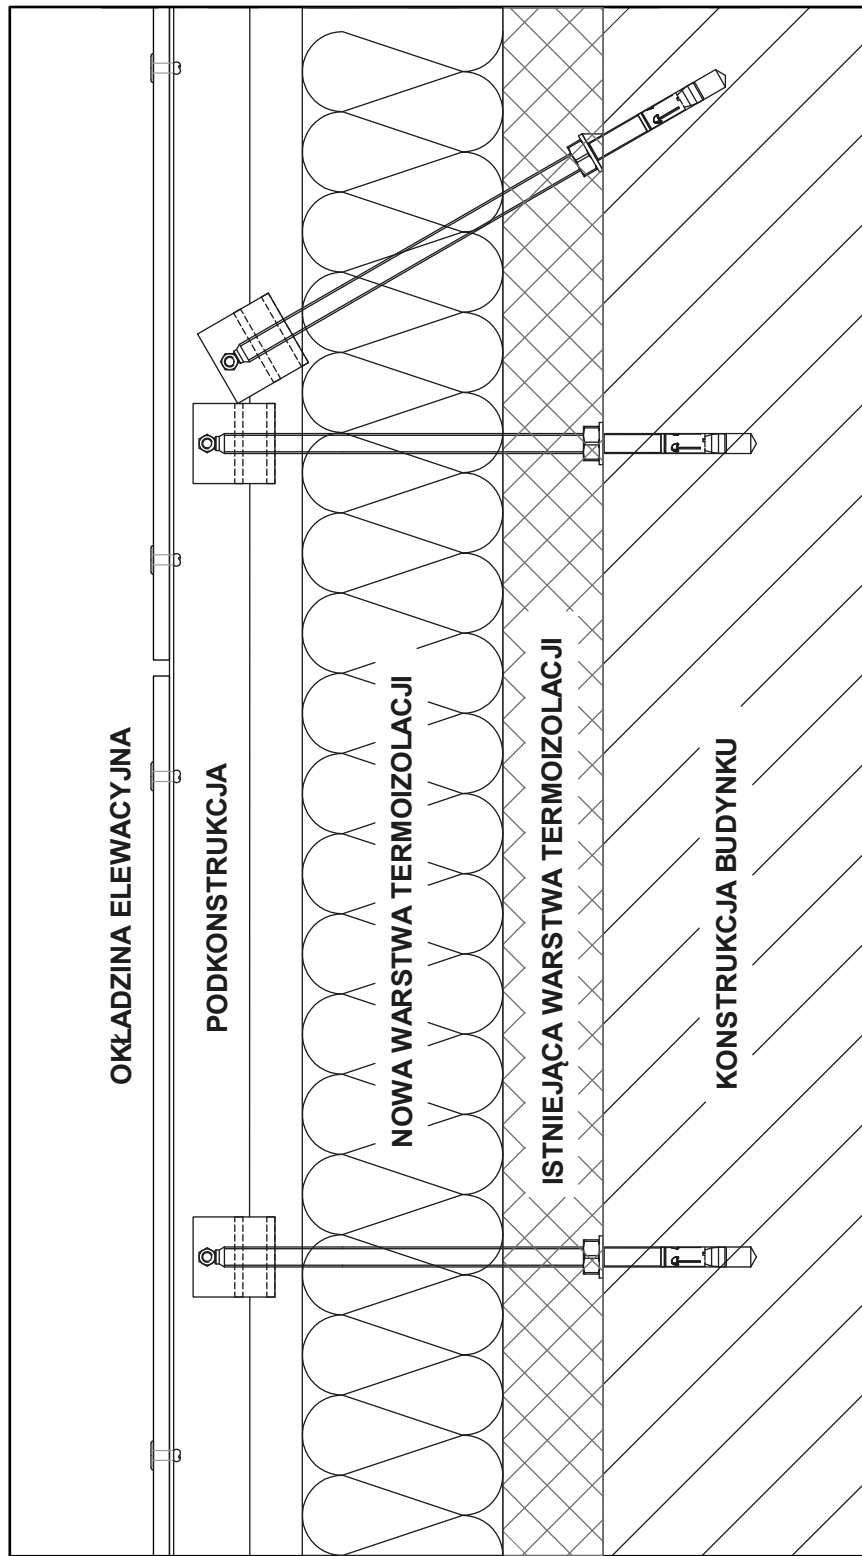 OKŁADZINA ELEWACYJNA
PODKONSTRUKCJA
NOWA WARSTWA TERMOIZOLACJI
ISTNIEJĄCA WARSTWA TERMOIZOLACJI
KONSTRUKCJA BUDYNKU